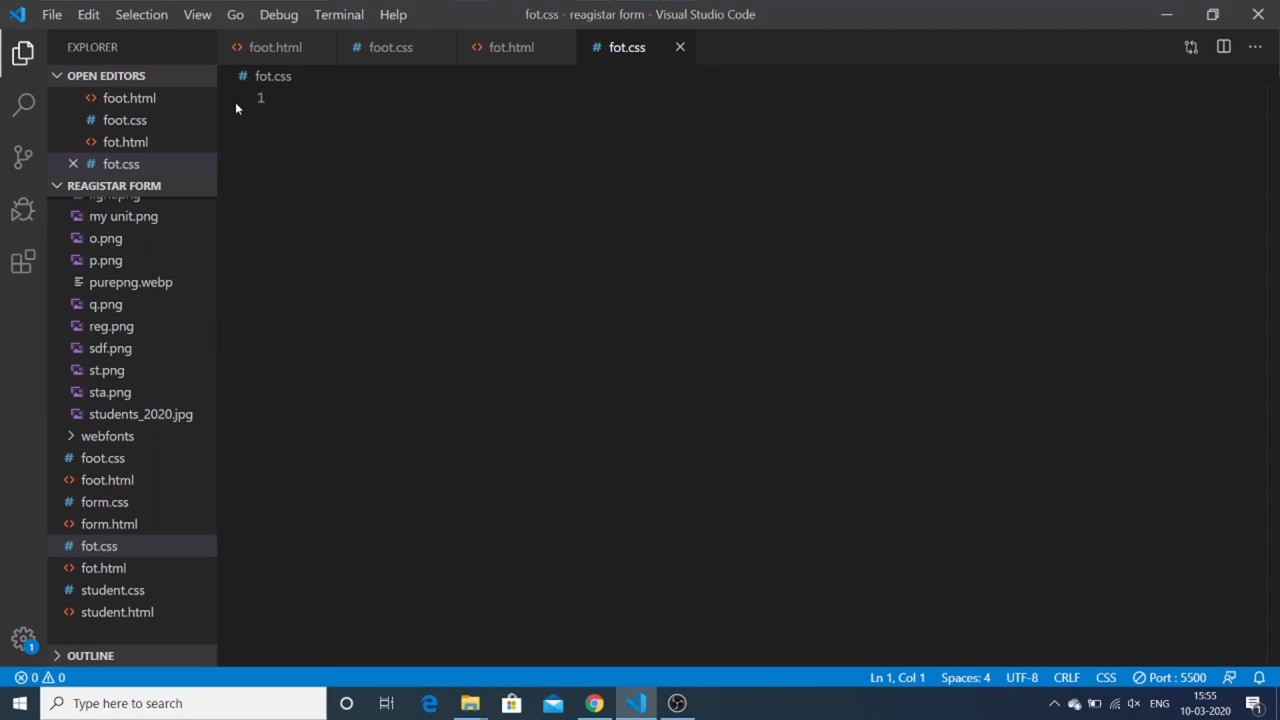 File Edit Selection View Go Debug Terminal Help fot.css - reagistar form - Visual Studio Code
EXPLORER
foot.html foot.css fot.html fot.css
OPEN EDITORS
foot.html
foot.css
fot.html
fot.css
REAGISTAR FORM
light.png
my unit.png
o.png
p.png
purepng.webp
q.png
reg.png
sdf.png
st.png
sta.png
students_2020.jpg
webfonts
foot.css
foot.html
form.css
form.html
fot.css
fot.html
student.css
student.html
OUTLINE
fot.css
1
1
0 0 Ln 1, Col 1 Spaces: 4 UTF-8 CRLF CSS Port : 5500
Type here to search
ENG
15:55
10-03-2020
1